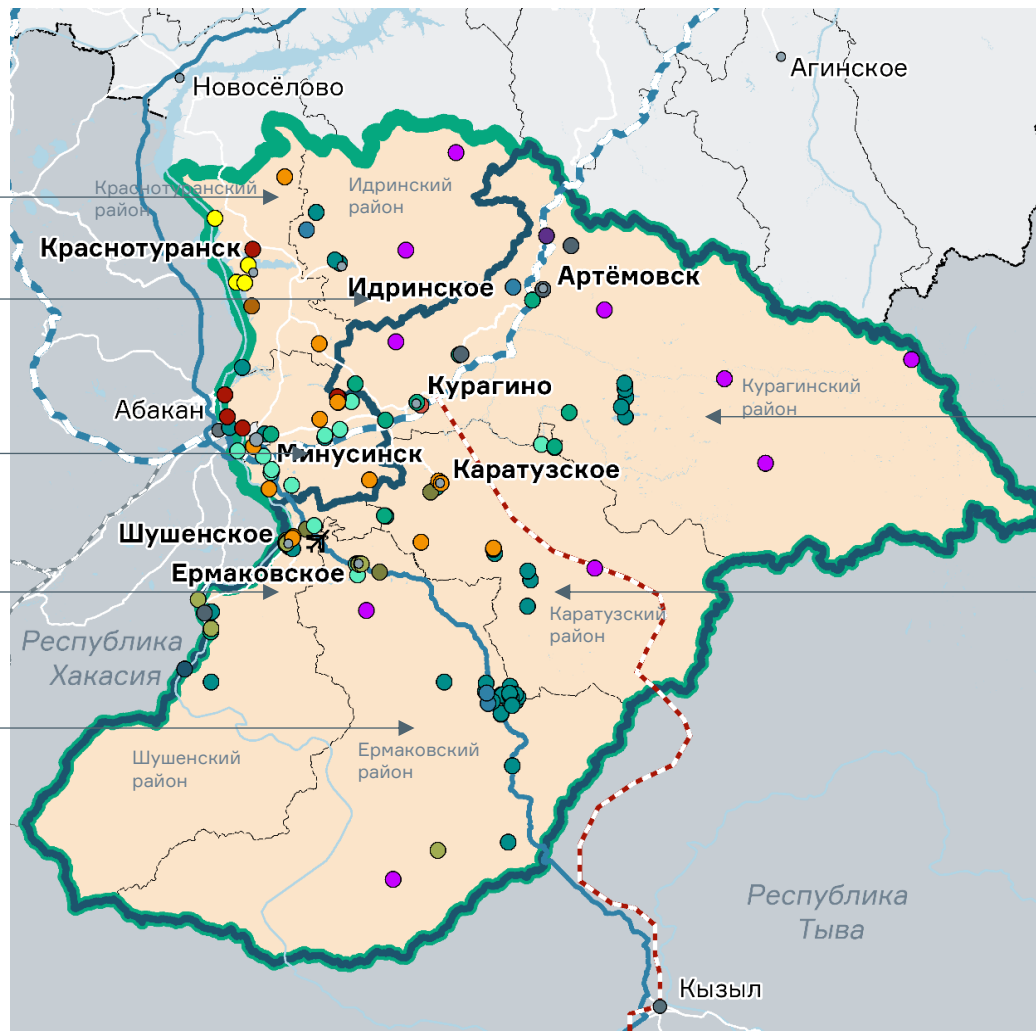 Агинское
Новосёлово
Краснотуранский
район
Идринский
район
Краснотуранск
Идринское
Артёмовск
Курагино
Курагинский
район
Абакан
Минусинск
Каратузское
Шушенское
Ермаковское
Каратузский
район
Республика
Хакасия
Шушенский
район
Ермаковский
район
Республика
Тыва
Кызыл